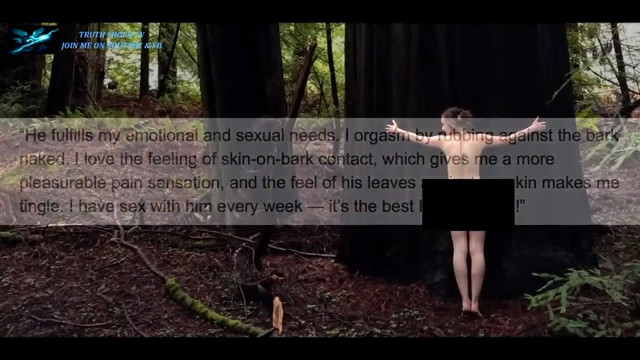 TRUTH SHOCK TV
JOIN ME ON YOUTUBE & FB
"He fulfills my emotional and sexual needs. I orgasm by rubbing against the bark
naked. I love the feeling of skin-on-bark contact, which gives me a more
pleasurable pain sensation, and the feel of his leaves makes me
tingle. I have sex with him every week — it's the best !"